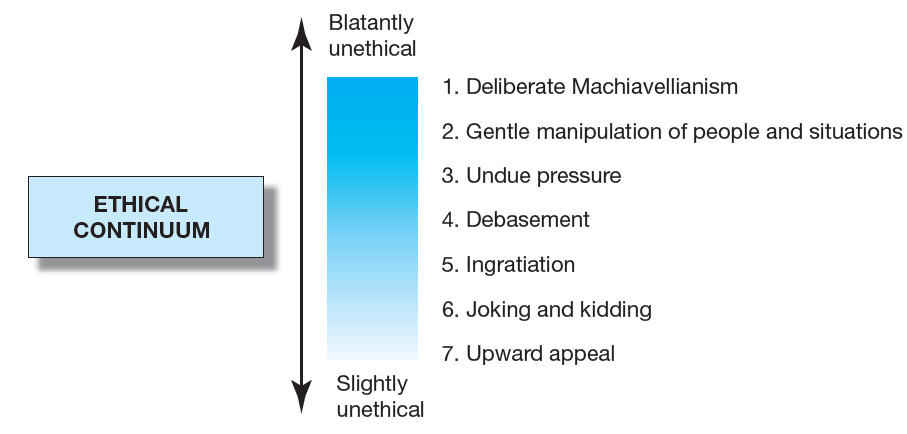 Blatantly
unethical
1. Deliberate Machiavellianism
2. Gentle manipulation of people and situations
3. Undue pressure
ETHICAL
CONTINUUM
4. Debasement
5. Ingratiation
6. Joking and kidding
7. Upward appeal
Slightly
unethical